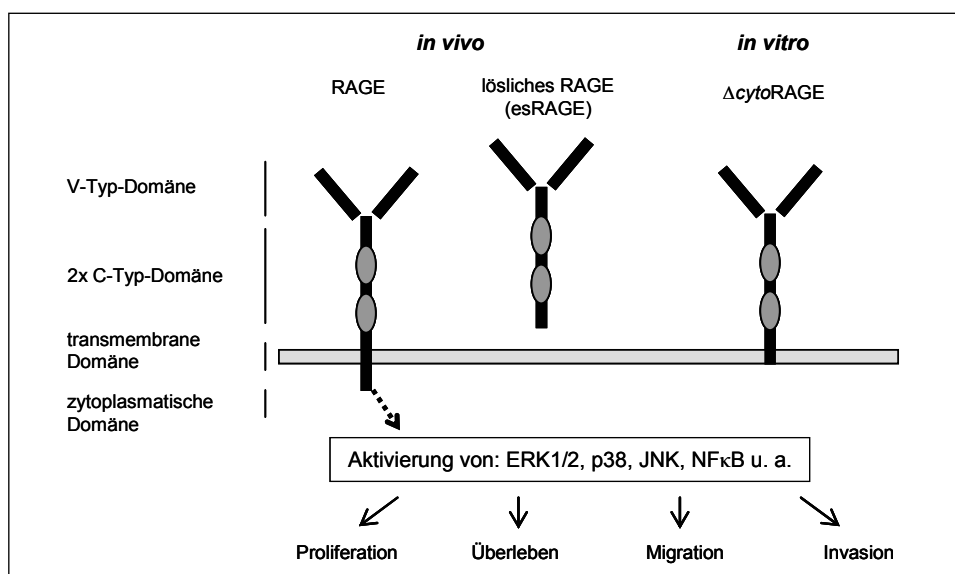 in vivo
in vitro
RAGE
lösliches RAGE
(esRAGE)
ΔcytoRAGE
V-Typ-Domäne
2x C-Typ-Domäne
transmembrane
Domäne
zytoplasmatische
Domäne
Aktivierung von: ERK1/2, p38, JNK, NFκB u. a.
Proliferation
Überleben
Migration
Invasion